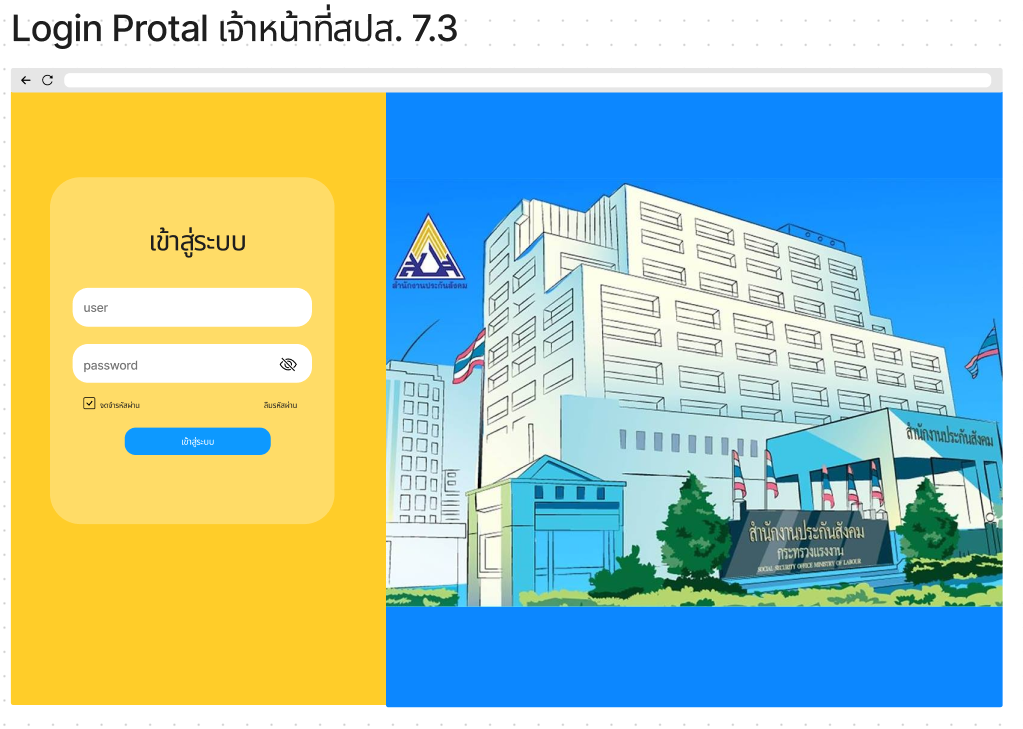 Login Protal เจ้าหน้าที่สปส. 7.3
เข้าสู่ระบบ
user
password
จดจำรหัสผ่าน
ลืมรหัสผ่าน
เข้าสู่ระบบ
สำนักงานประกันสังคม
สำนักงานประกันสังคม
สำนักงานประกันสังคม
กระทรวงแรงงาน
SOCIAL SECURITY OFFICE MINISTRY OF LABOUR